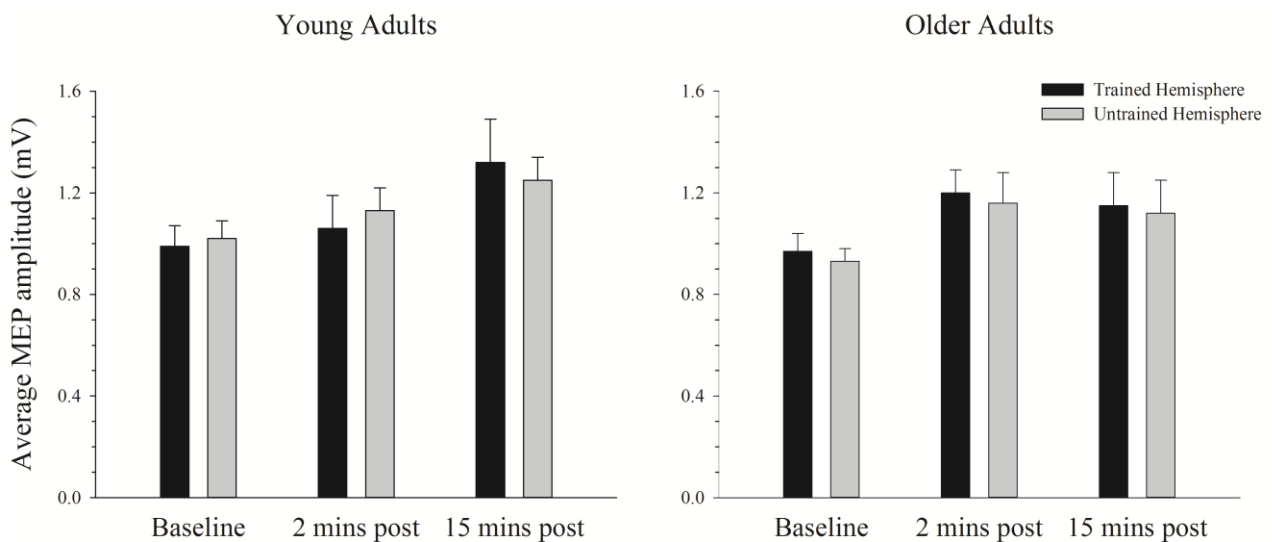 Young Adults
Older Adults
Average MEP amplitude (mV)
1.6
1.2
0.8
0.4
0.0
Baseline
2 mins post
15 mins post
1.6
1.2
0.8
0.4
0.0
Baseline
2 mins post
15 mins post
Trained Hemisphere
Untrained Hemisphere